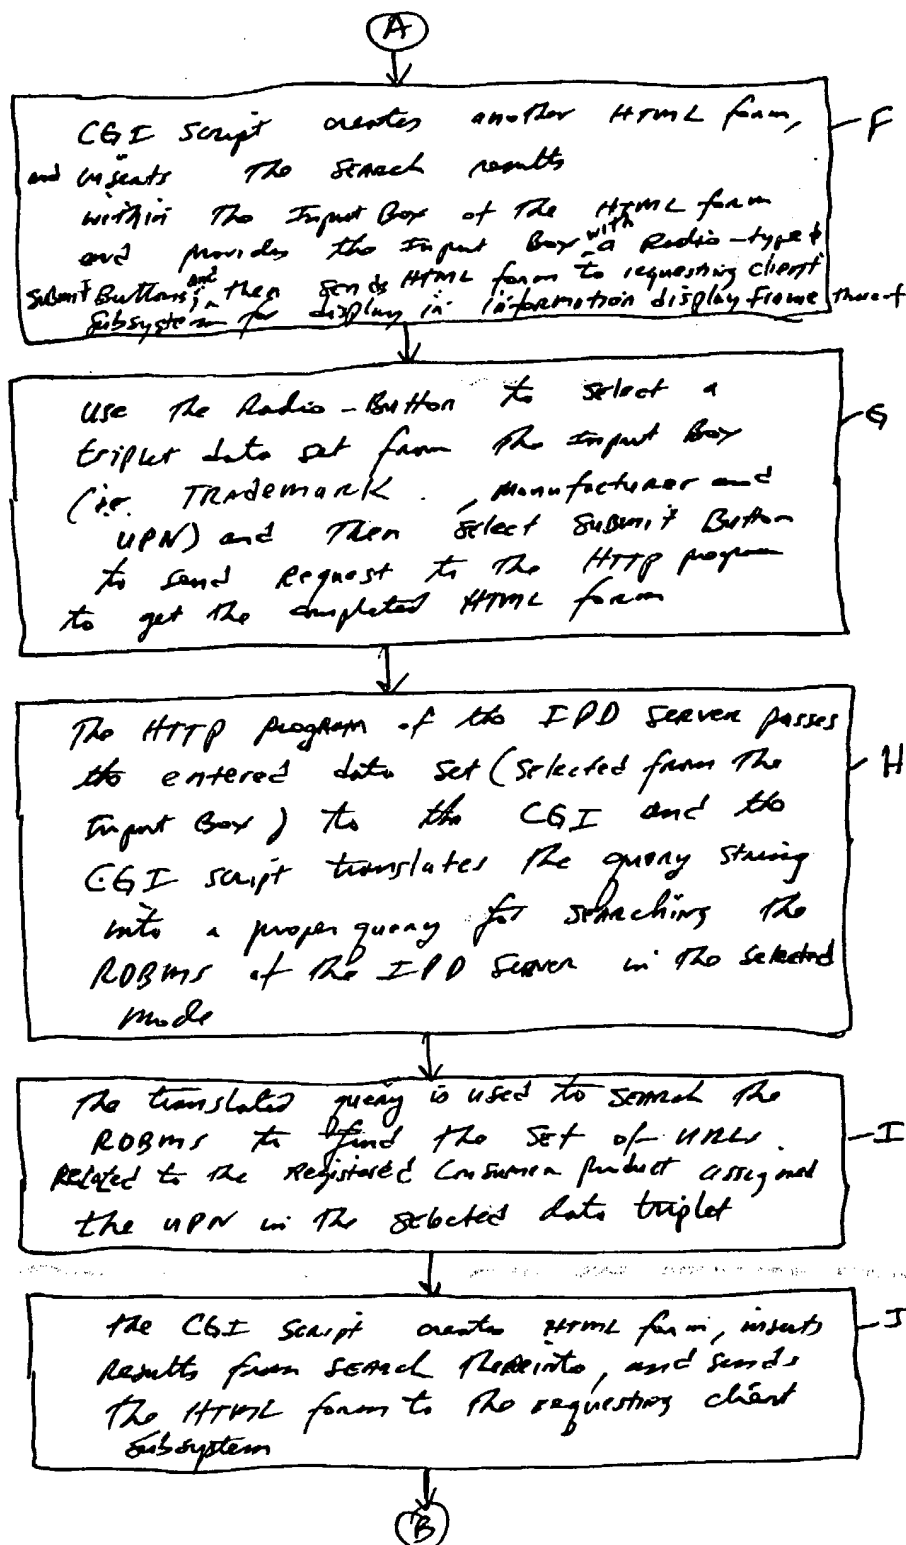 A
CGI Script creates another HTML form, F
and inserts the search results
within the Input Box of the HTML form
and provides the Input Box with a Radio-type &
Submit Buttons; and then sends HTML form to requesting client
Subsystem for display in information display frame thereof
use the Radio-Button to select a
triplet data set from the Input Box G
(ie. TRADEMARK, Manufacturer and
UPN) and Then select Submit Button
to send Request to the HTTP program
to get the completed HTML form
The HTTP program of the IPD Server passes
the entered data set (selected from the H
Input Box) to the CGI and the
CGI script translates the query string
into a proper query for searching the
RDBMS of the IPD Server in the selected
mode
The translated query is used to search the
RDBMS to find the set of URLs I
Related to the Registered Consumer product assigned
the UPN in the selected data triplet
the CGI Script creates HTML form, inserts J
Results from search thereinto, and sends
the HTML form to the requesting client
Subsystem
B